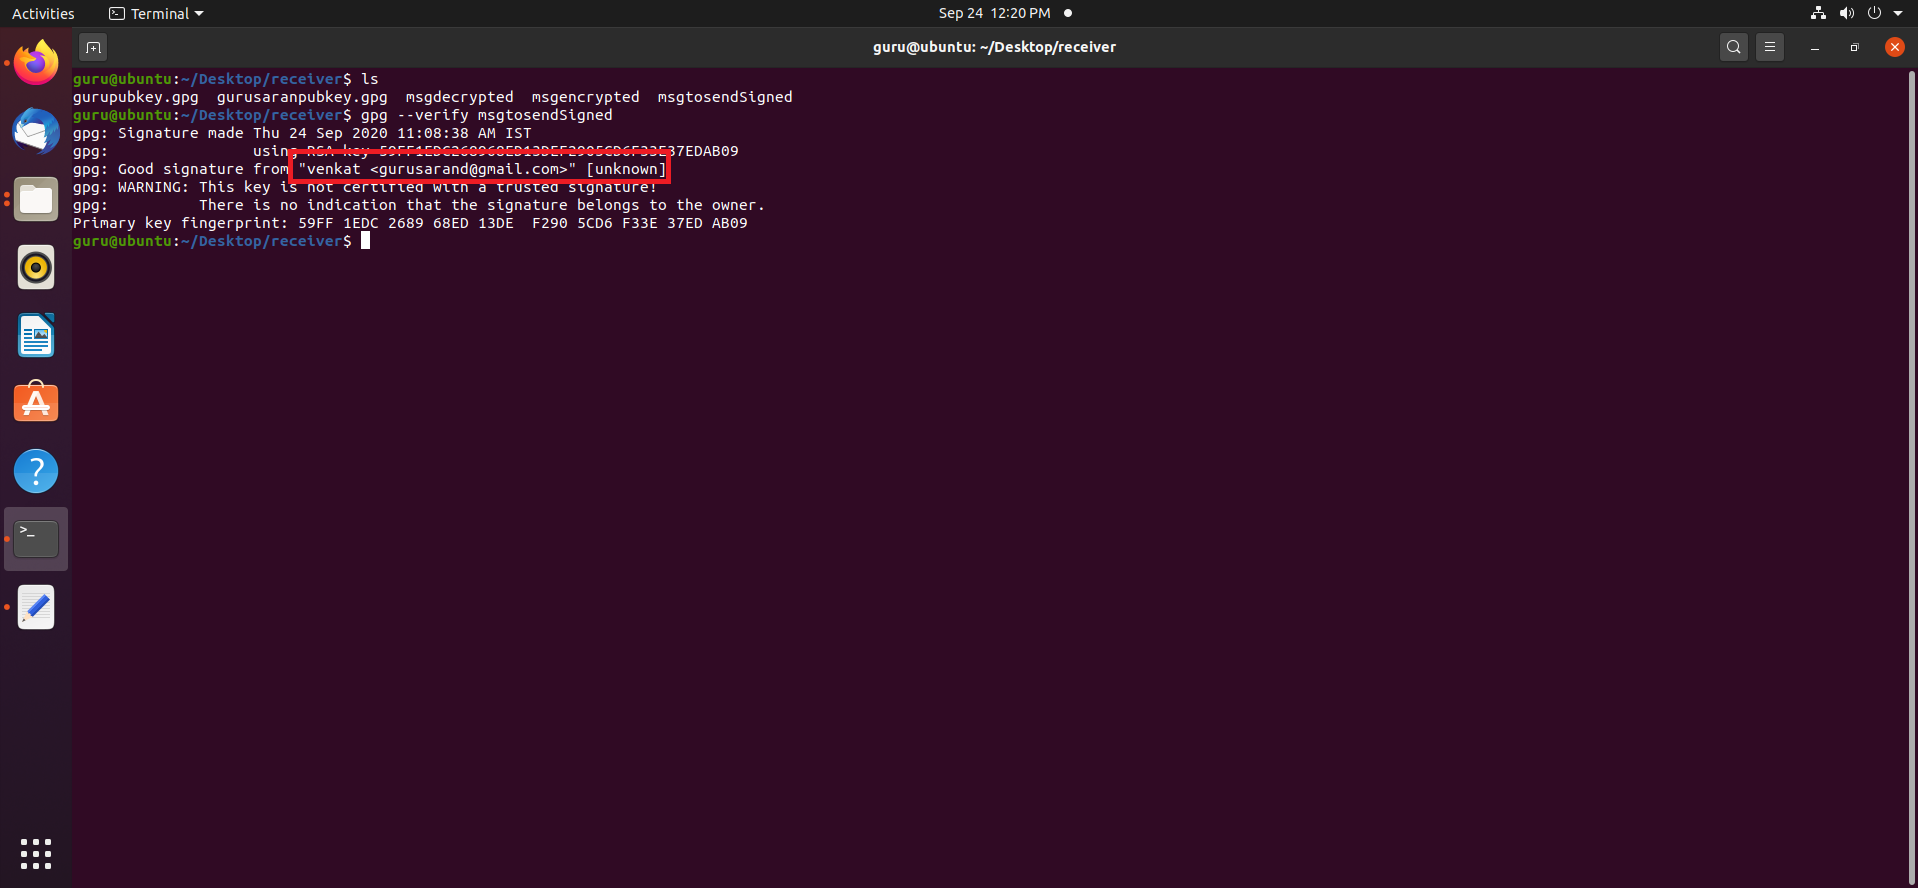 Activities Terminal Sep 24 12:20 PM
guru@ubuntu: ~/Desktop/receiver
guru@ubuntu:~/Desktop/receiver$ ls
gurupubkey.gpg gurusaranpubkey.gpg msgdecrypted msgencrypted msgtosendSigned
guru@ubuntu:~/Desktop/receiver$ gpg --verify msgtosendSigned
gpg: Signature made Thu 24 Sep 2020 11:08:38 AM IST
gpg: using RSA key 59FF1EDC268968ED13DEF2905CD6F33E37EDAB09
gpg: Good signature from "venkat <gurusarand@gmail.com>" [unknown]
gpg: WARNING: This key is not certified with a trusted signature!
gpg: There is no indication that the signature belongs to the owner.
Primary key fingerprint: 59FF 1EDC 2689 68ED 13DE F290 5CD6 F33E 37ED AB09
guru@ubuntu:~/Desktop/receiver$